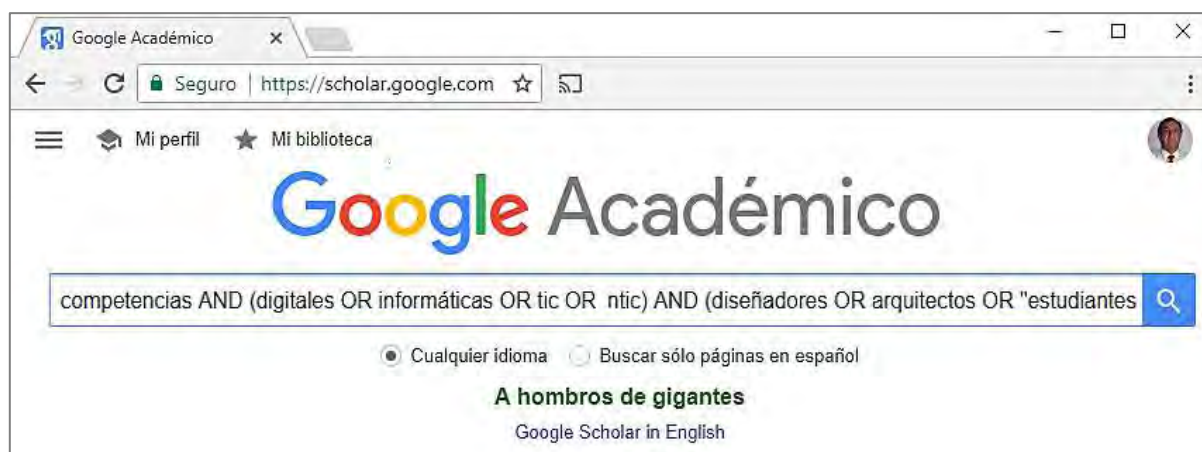 Google Académico
Seguro | https://scholar.google.com
Mi perfil Mi biblioteca
Google Académico
competencias AND (digitales OR informáticas OR tic OR ntic) AND (diseñadores OR arquitectos OR "estudiantes
Cualquier idioma Buscar sólo páginas en español
A hombros de gigantes
Google Scholar in English